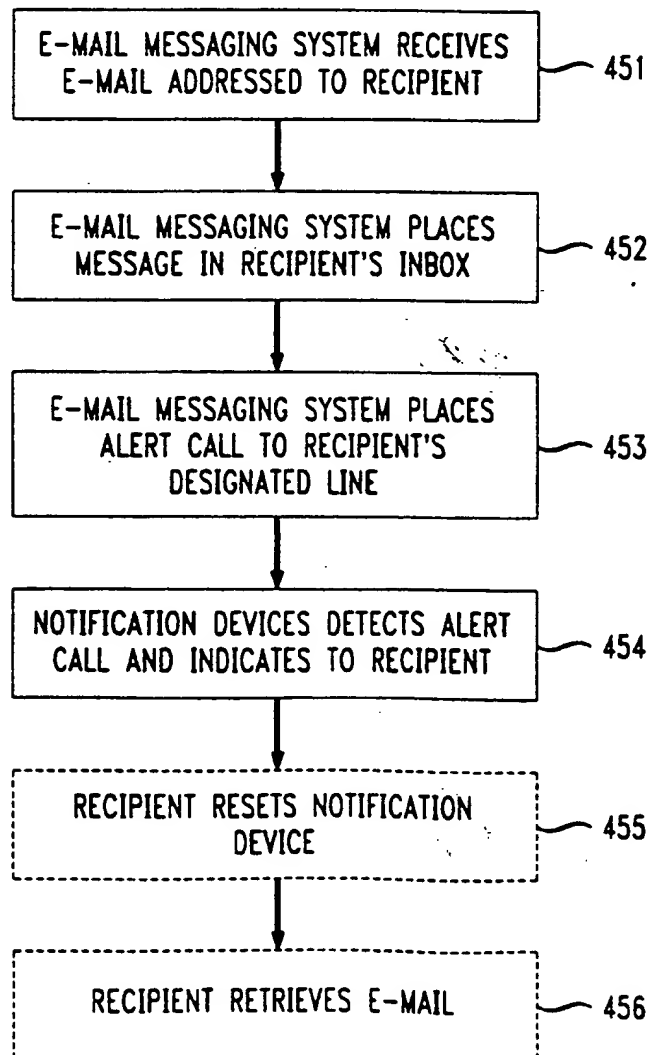 E-MAIL MESSAGING SYSTEM RECEIVES
E-MAIL ADDRESSED TO RECIPIENT
451
E-MAIL MESSAGING SYSTEM PLACES
MESSAGE IN RECIPIENT'S INBOX
452
E-MAIL MESSAGING SYSTEM PLACES
ALERT CALL TO RECIPIENT'S
DESIGNATED LINE
453
NOTIFICATION DEVICES DETECTS ALERT
CALL AND INDICATES TO RECIPIENT
454
RECIPIENT RESETS NOTIFICATION
DEVICE
455
RECIPIENT RETRIEVES E-MAIL
456